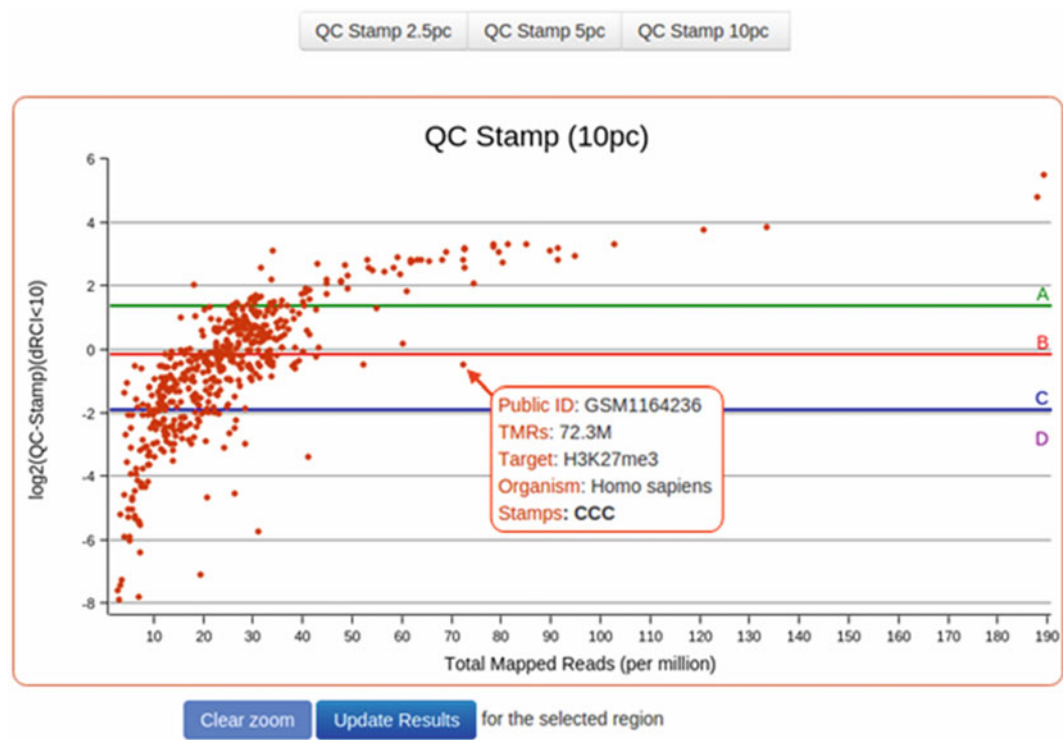 QC Stamp 2.5pc QC Stamp 5pc QC Stamp 10pc
QC Stamp (10pc)
log2(QC-Stamp)(dRCI<10)
6
4
2
0
-2
-4
-6
-8
A
B
C
D
Public ID: GSM1164236
TMRs: 72.3M
Target: H3K27me3
Organism: Homo sapiens
Stamps: CCC
10 20 30 40 50 60 70 80 90 100 110 120 130 140 150 160 170 180 190
Total Mapped Reads (per million)
Clear zoom Update Results for the selected region